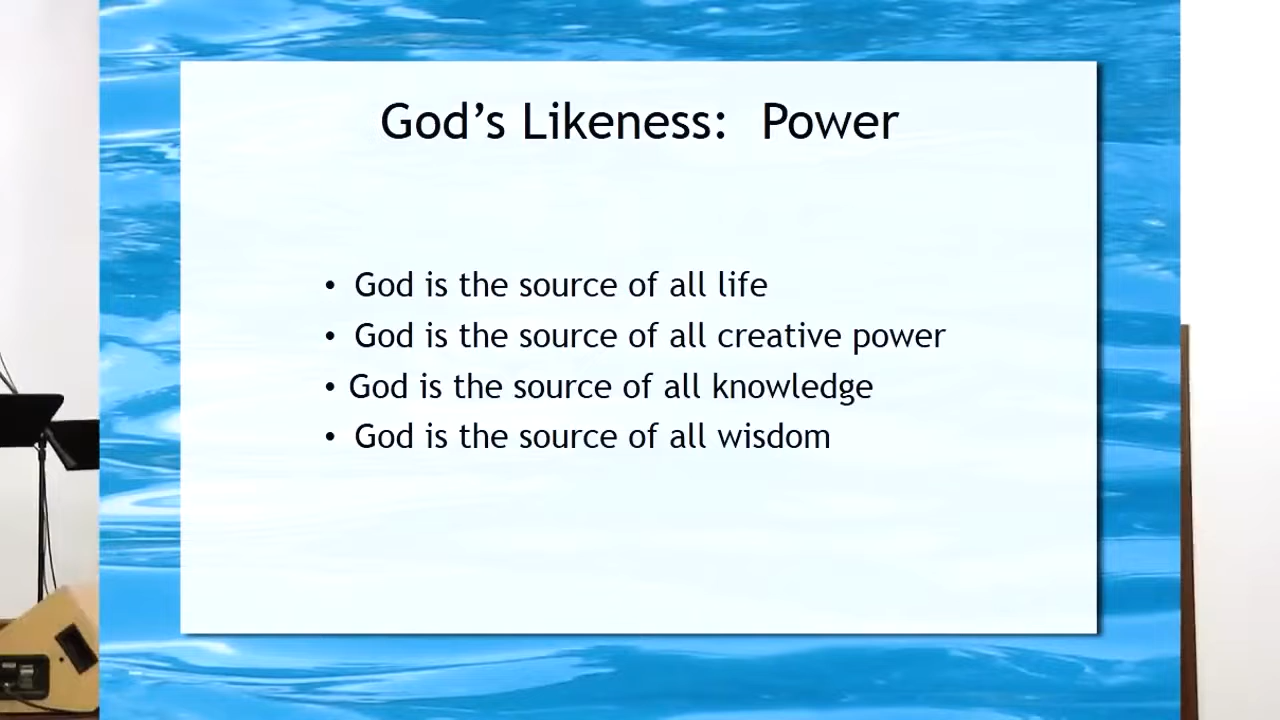 God’s Likeness:  Power
• God is the source of all life
• God is the source of all creative power
• God is the source of all knowledge
• God is the source of all wisdom